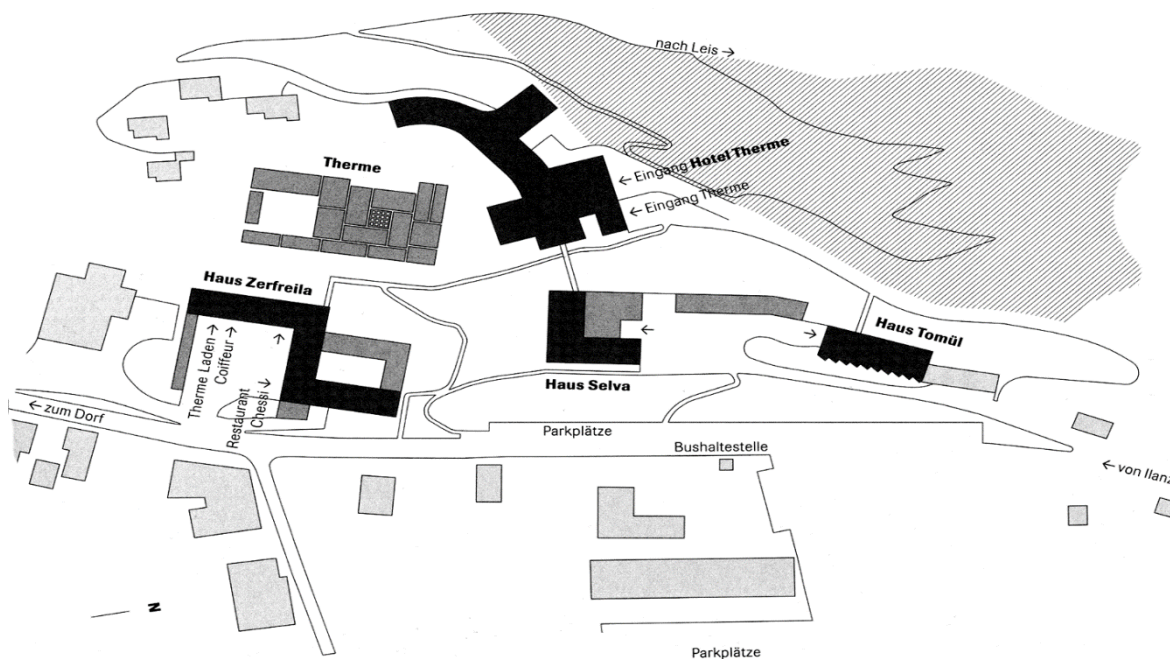 nach Leis →
Therme
← Eingang Hotel Therme
← Eingang Therme
Haus Zerfreila
Haus Tomül
Therme Laden →
Coiffeur →
Restaurant
Chessi →
Haus Selva
← zum Dorf
Parkplätze
Bushaltestelle
← von Ilanz
N
Parkplätze